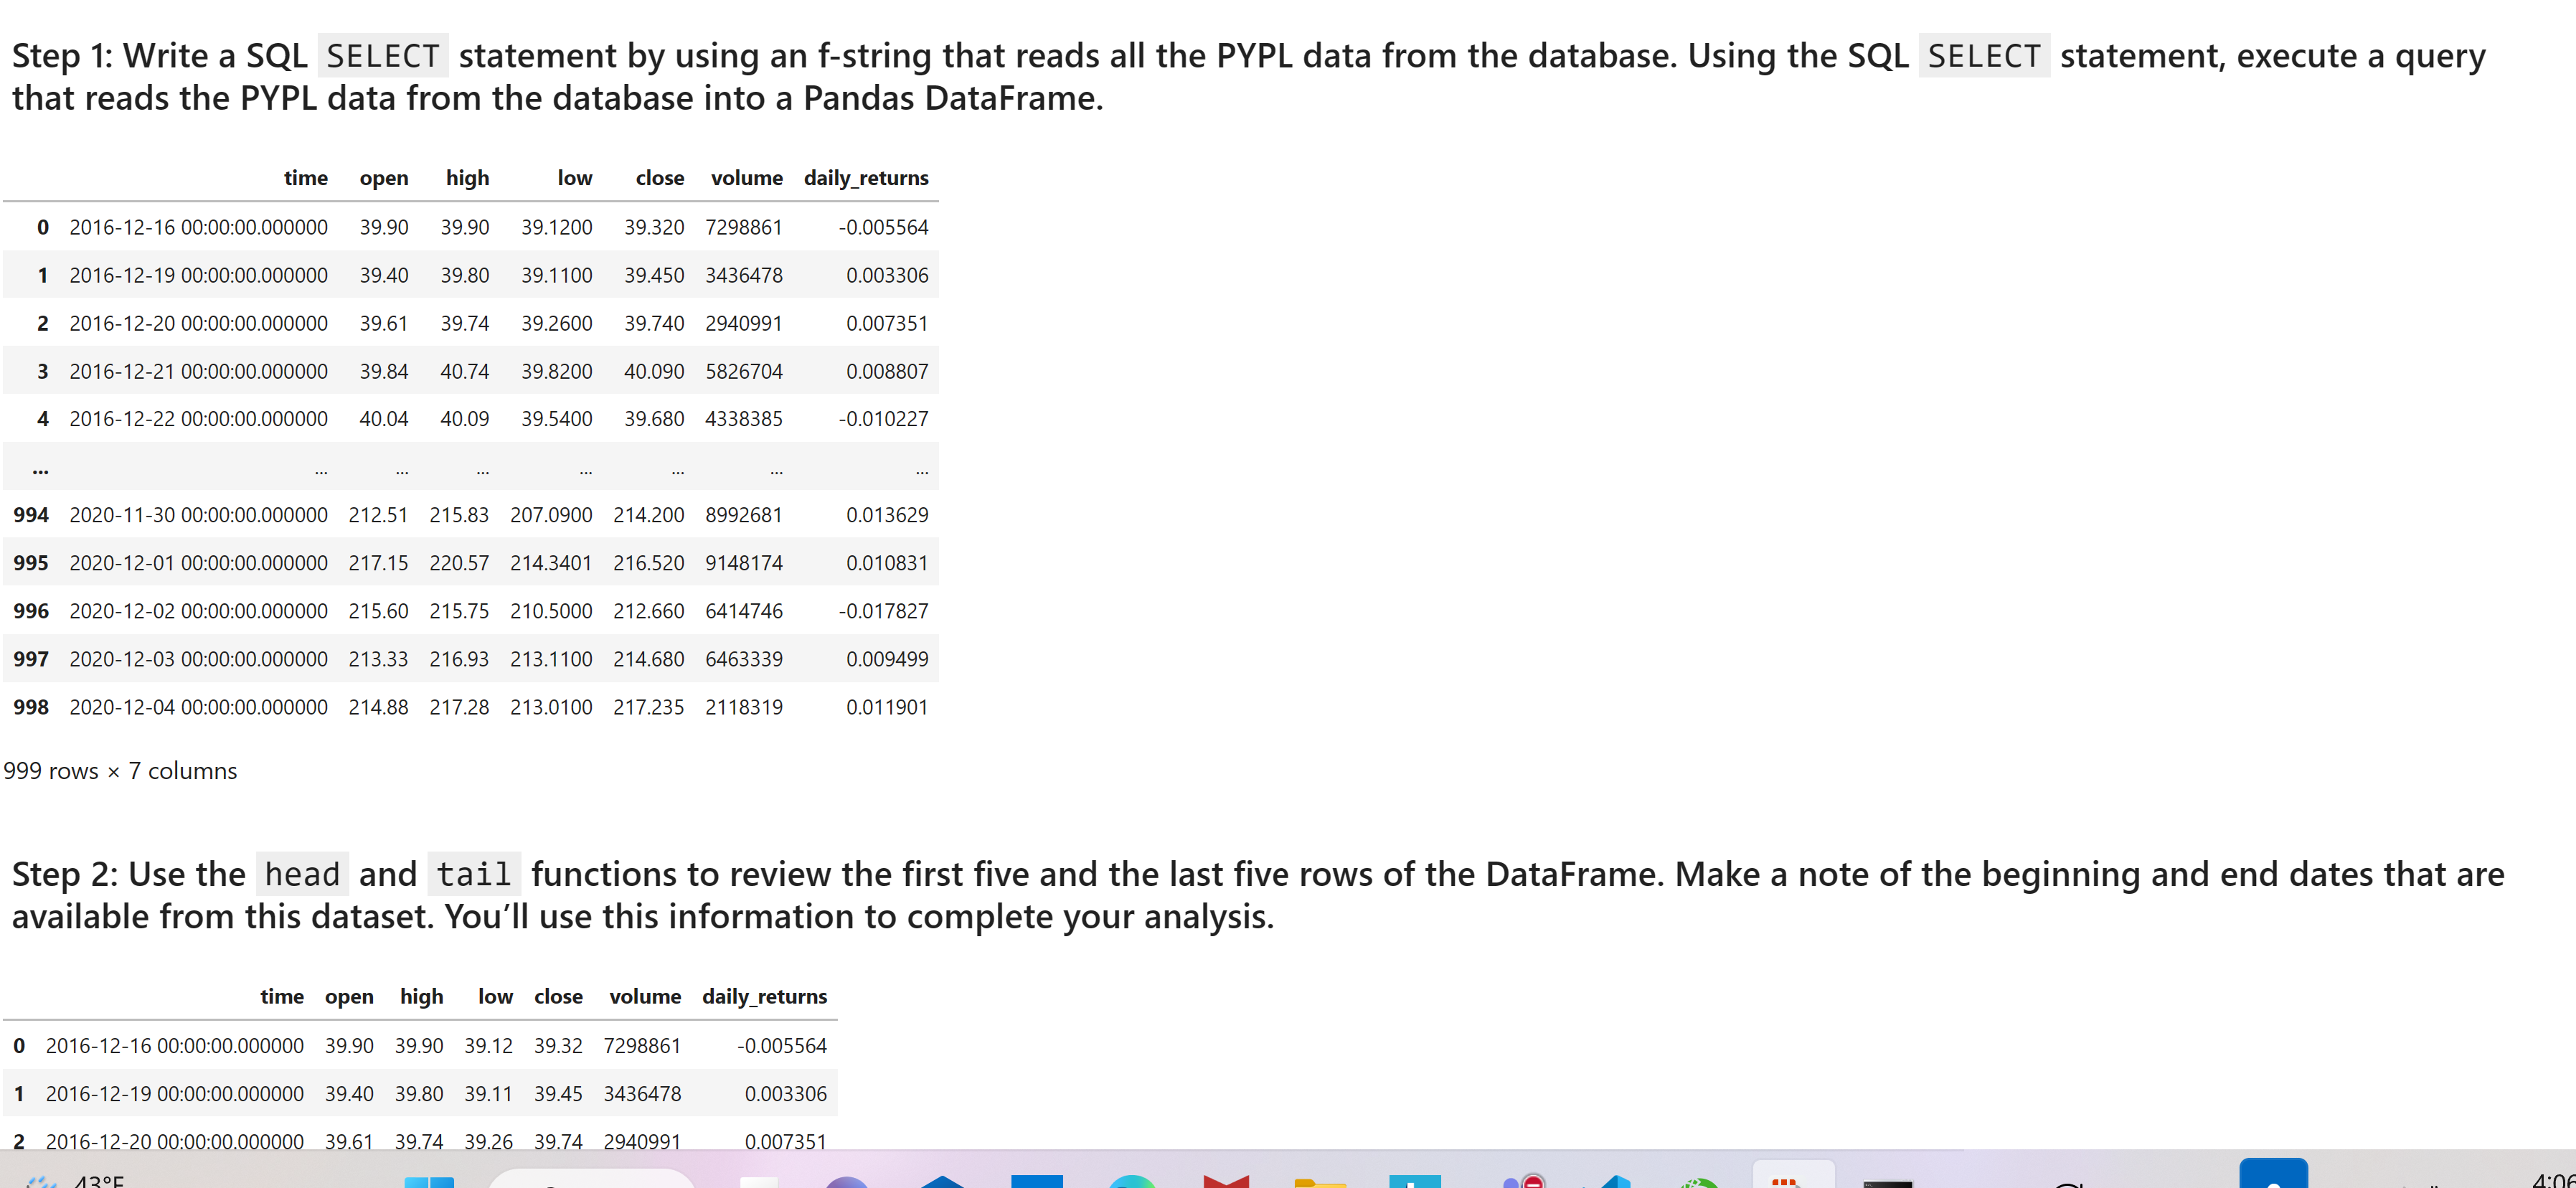 Step 1: Write a SQL SELECT statement by using an f-string that reads all the PYPL data from the database. Using the SQL SELECT statement, execute a query
that reads the PYPL data from the database into a Pandas DataFrame.
time open high low close volume daily_returns
0 2016-12-16 00:00:00.000000 39.90 39.90 39.1200 39.320 7298861 -0.005564
1 2016-12-19 00:00:00.000000 39.40 39.80 39.1100 39.450 3436478 0.003306
2 2016-12-20 00:00:00.000000 39.61 39.74 39.2600 39.740 2940991 0.007351
3 2016-12-21 00:00:00.000000 39.84 40.74 39.8200 40.090 5826704 0.008807
4 2016-12-22 00:00:00.000000 40.04 40.09 39.5400 39.680 4338385 -0.010227
... ... ... ... ... ... ... ...
994 2020-11-30 00:00:00.000000 212.51 215.83 207.0900 214.200 8992681 0.013629
995 2020-12-01 00:00:00.000000 217.15 220.57 214.3401 216.520 9148174 0.010831
996 2020-12-02 00:00:00.000000 215.60 215.75 210.5000 212.660 6414746 -0.017827
997 2020-12-03 00:00:00.000000 213.33 216.93 213.1100 214.680 6463339 0.009499
998 2020-12-04 00:00:00.000000 214.88 217.28 213.0100 217.235 2118319 0.011901
999 rows × 7 columns
Step 2: Use the head and tail functions to review the first five and the last five rows of the DataFrame. Make a note of the beginning and end dates that are
available from this dataset. You’ll use this information to complete your analysis.
time open high low close volume daily_returns
0 2016-12-16 00:00:00.000000 39.90 39.90 39.12 39.32 7298861 -0.005564
1 2016-12-19 00:00:00.000000 39.40 39.80 39.11 39.45 3436478 0.003306
2 2016-12-20 00:00:00.000000 39.61 39.74 39.26 39.74 2940991 0.007351
43°F